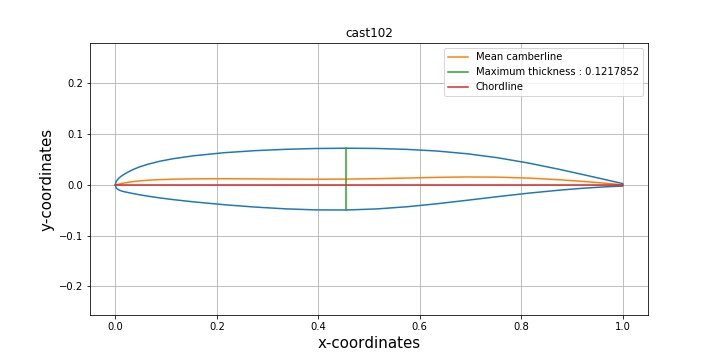 cast102
Mean camberline
Maximum thickness : 0.1217852
Chordline
y-coordinates
0.2
0.1
0.0
−0.1
−0.2
0.0 0.2 0.4 0.6 0.8 1.0
x-coordinates